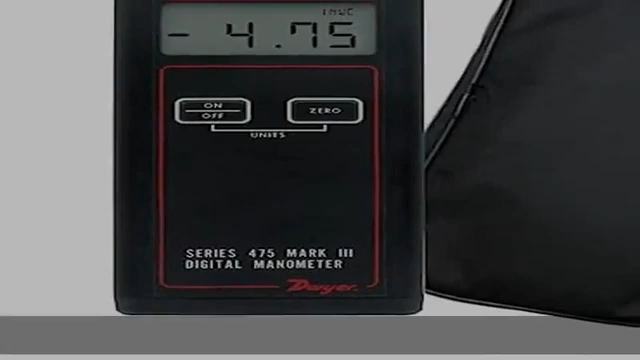 INWC
- 4.75
ON
OFF
ZERO
UNITS
SERIES 475 MARK III
DIGITAL MANOMETER
Dwyer